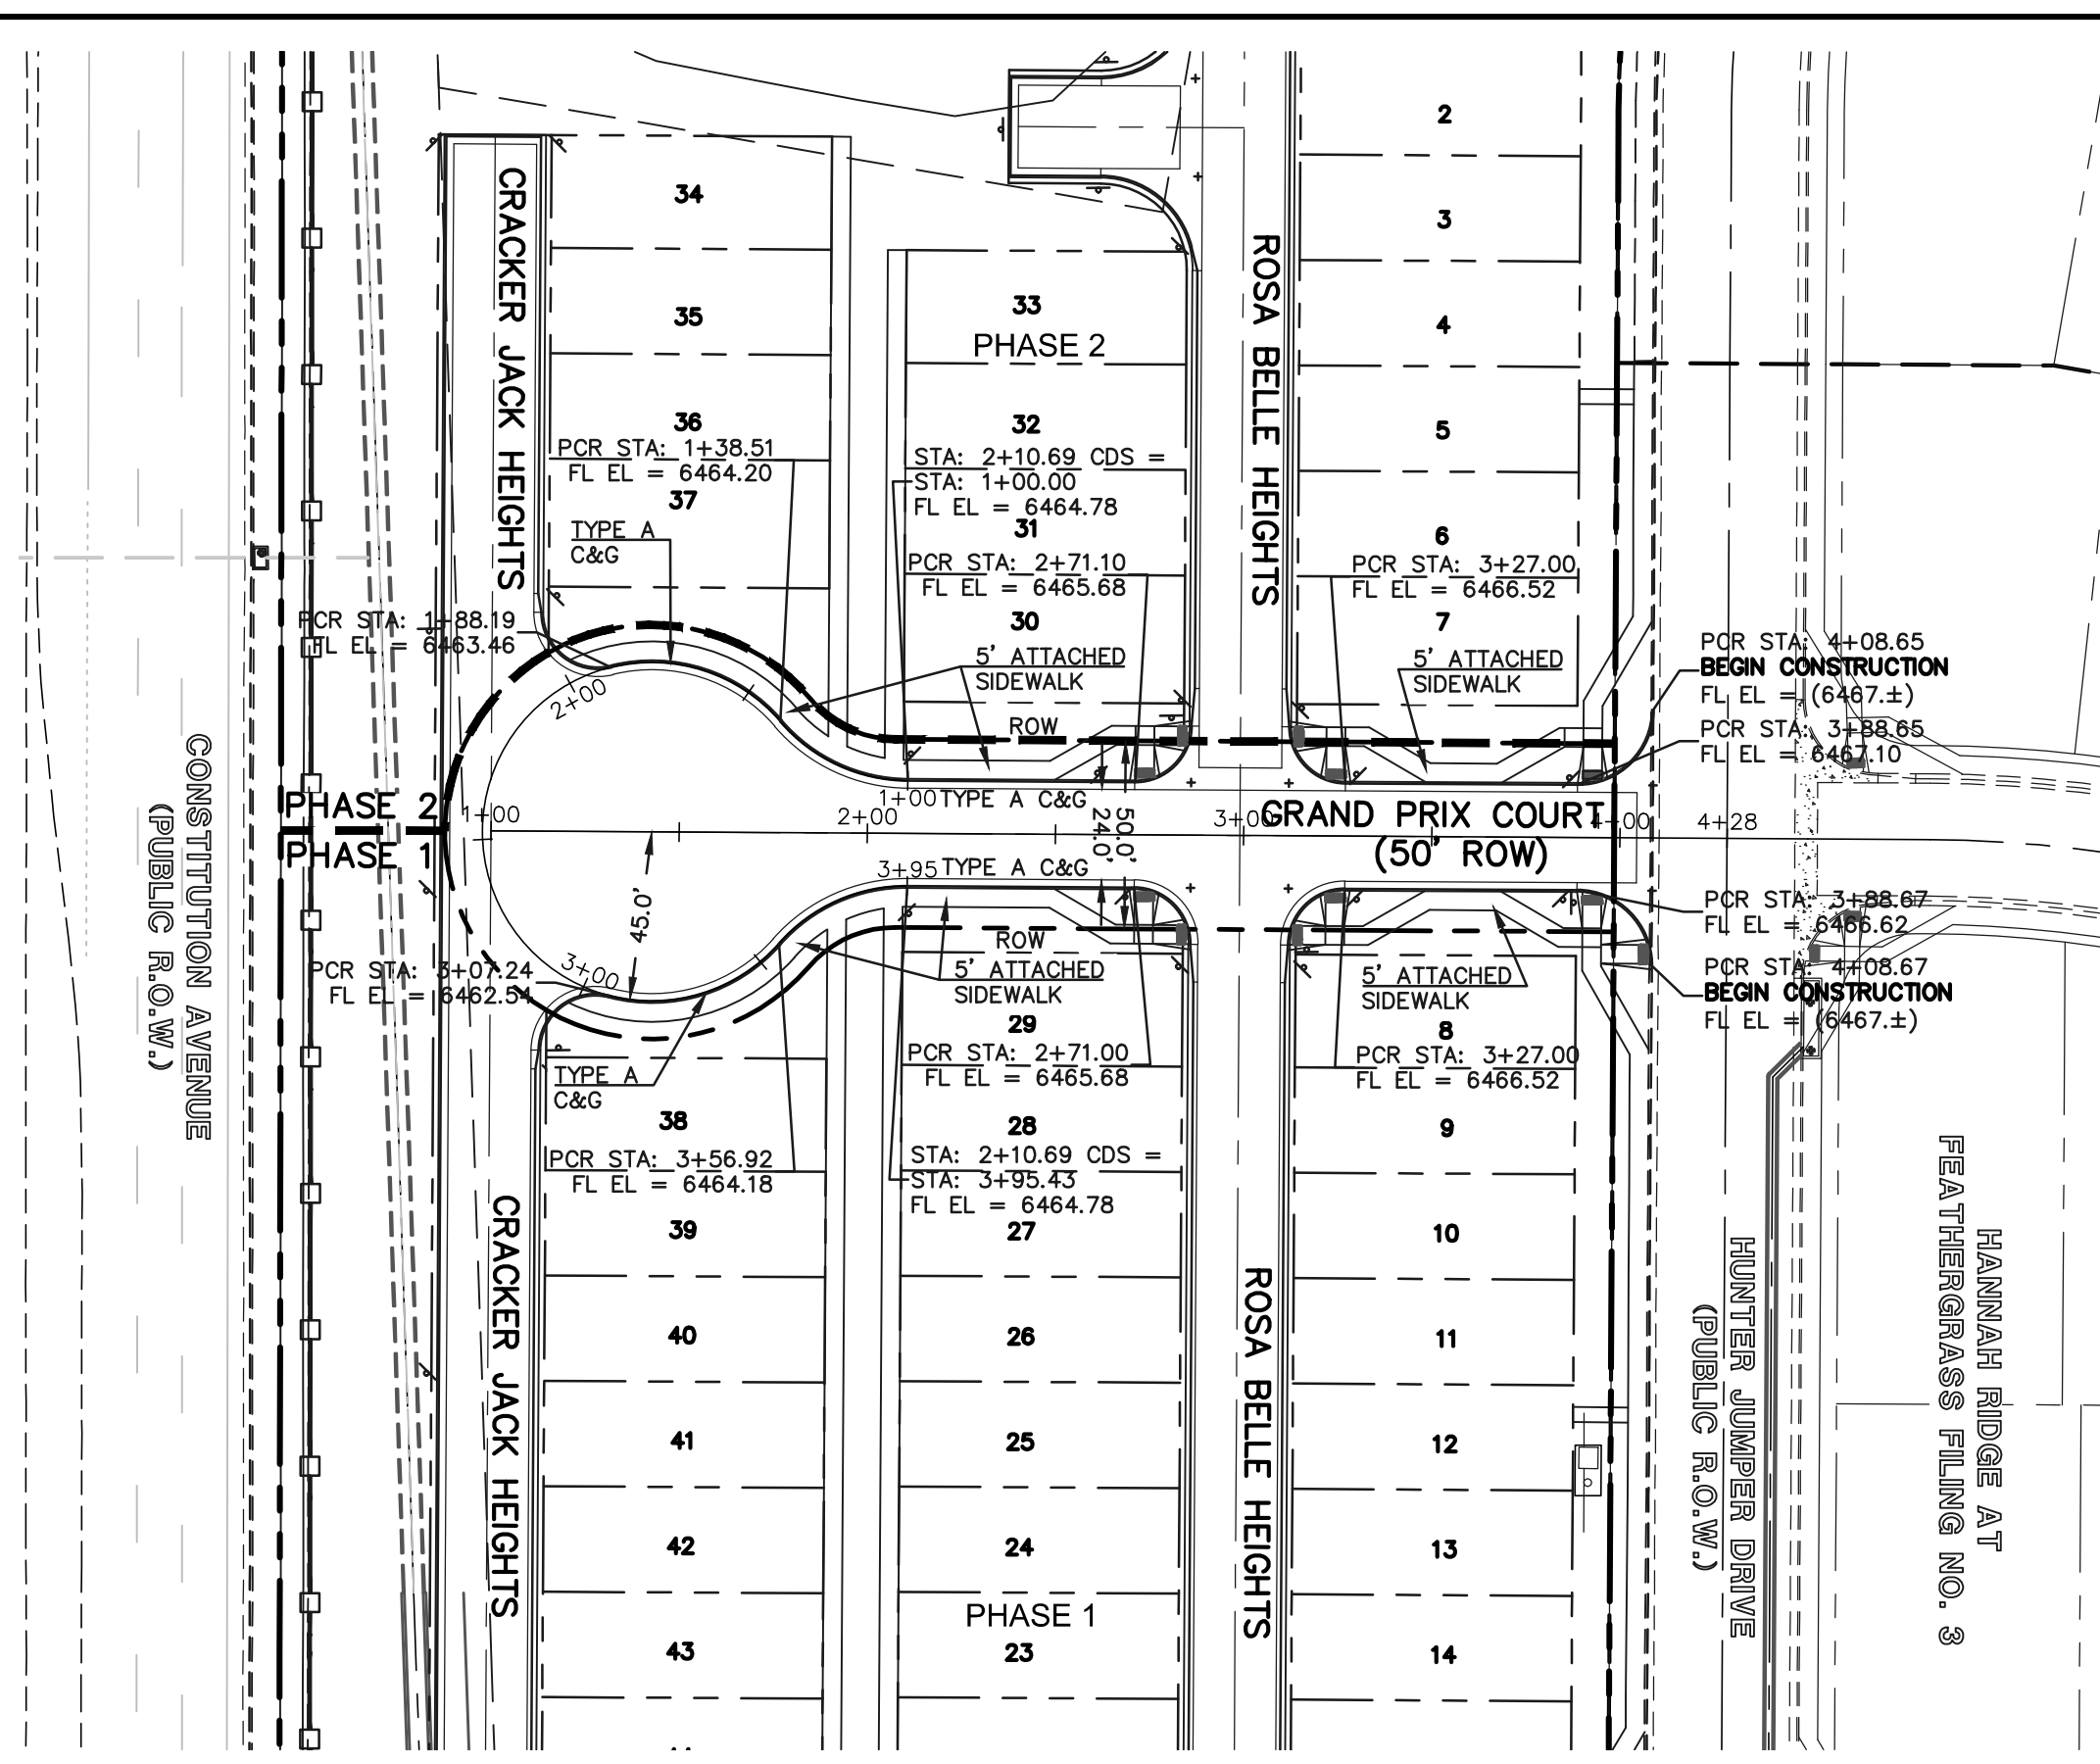 CONSTITUTION AVENUE
(PUBLIC R.O.W.)
PHASE 2
PHASE 1
CRACKER JACK HEIGHTS
34
35
36
PCR STA: 1+38.51
FL EL = 6464.20
37
TYPE A
C&G
PCR STA: 1+88.19
FL EL = 6463.46
33
PHASE 2
32
STA: 2+10.69 CDS =
STA: 1+00.00
FL EL = 6464.78
31
PCR STA: 2+71.10
FL EL = 6465.68
30
5' ATTACHED
SIDEWALK
ROW
ROSA BELLE HEIGHTS
2
3
4
5
6
PCR STA: 3+27.00
FL EL = 6466.52
7
5' ATTACHED
SIDEWALK
PCR STA: 4+08.65
BEGIN CONSTRUCTION
FL EL = (6467.±)
PCR STA: 3+88.65
FL EL = 6467.10
2+00
1+00
2+00
1+00
TYPE A C&G
24.0'
50.0'
3+00
GRAND PRIX COURT
(50' ROW)
4+00
4+28
45.0'
3+95
TYPE A C&G
3+00
PCR STA: 3+07.24
FL EL = 6462.54
PCR STA: 3+88.67
FL EL = 6466.62
PCR STA: 4+08.67
BEGIN CONSTRUCTION
FL EL = (6467.±)
ROW
5' ATTACHED
SIDEWALK
5' ATTACHED
SIDEWALK
TYPE A
C&G
38
PCR STA: 3+56.92
FL EL = 6464.18
39
40
41
42
43
CRACKER JACK HEIGHTS
29
PCR STA: 2+71.00
FL EL = 6465.68
28
STA: 2+10.69 CDS =
STA: 3+95.43
FL EL = 6464.78
27
26
25
24
PHASE 1
23
ROSA BELLE HEIGHTS
8
PCR STA: 3+27.00
FL EL = 6466.52
9
10
11
12
13
14
HUNTER JUMPER DRIVE
(PUBLIC R.O.W.)
HANNAH RIDGE AT
FEATHERGRASS FILING NO. 3